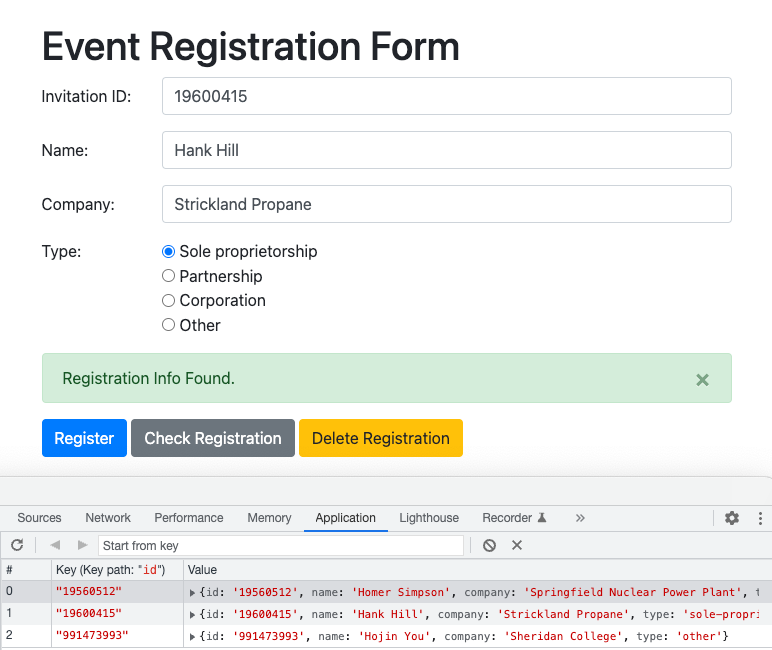 Event Registration Form
Invitation ID: 19600415
Name: Hank Hill
Company: Strickland Propane
Type: Sole proprietorship
Partnership
Corporation
Other
Registration Info Found. ×
Register Check Registration Delete Registration
Sources Network Performance Memory Application Lighthouse Recorder »
Start from key
# Key (Key path: "id") Value
0 "19560512" {id: '19560512', name: 'Homer Simpson', company: 'Springfield Nuclear Power Plant', t
1 "19600415" {id: '19600415', name: 'Hank Hill', company: 'Strickland Propane', type: 'sole-propri
2 "991473993" {id: '991473993', name: 'Hojin You', company: 'Sheridan College', type: 'other'}